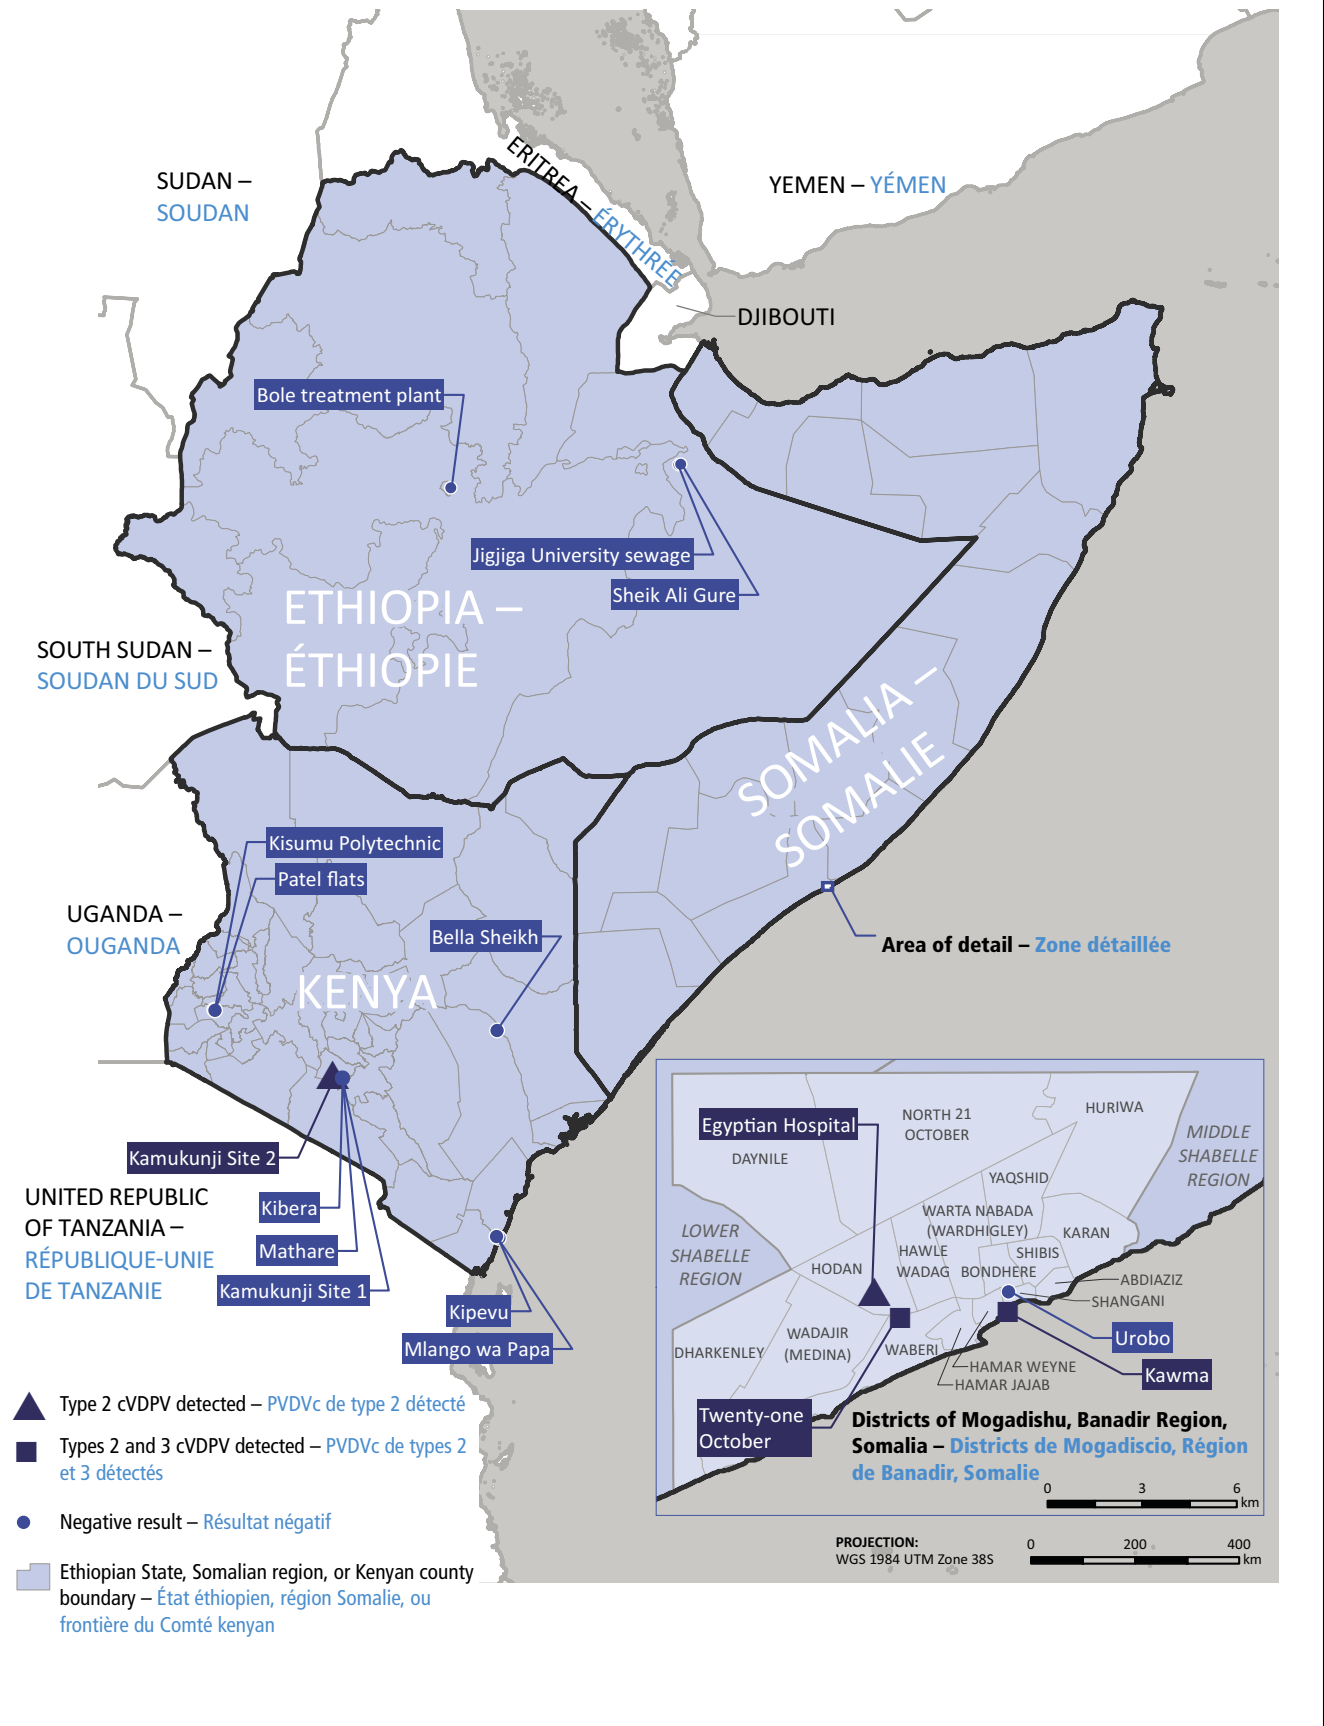 SUDAN –
SOUDAN
ERITREA – ÉRYTHRÉE
YEMEN – YÉMEN
DJIBOUTI
Bole treatment plant
Jigjiga University sewage
Sheik Ali Gure
ETHIOPIA –
ÉTHIOPIE
SOUTH SUDAN –
SOUDAN DU SUD
SOMALIA –
SOMALIE
Kisumu Polytechnic
Patel flats
UGANDA –
OUGANDA
Bella Sheikh
Area of detail – Zone détaillée
KENYA
Kamukunji Site 2
UNITED REPUBLIC
OF TANZANIA –
RÉPUBLIQUE-UNIE
DE TANZANIE
Kibera
Mathare
Kamukunji Site 1
Kipevu
Mlango wa Papa
Egyptian Hospital
NORTH 21
OCTOBER
HURIWA
DAYNILE
MIDDLE
SHABELLE
REGION
YAQSHID
LOWER
SHABELLE
REGION
WARTA NABADA
(WARDHIGLEY)
KARAN
HAWLE
WADAG
SHIBIS
BONDHERE
HODAN
ABDIAZIZ
SHANGANI
DHARKENLEY
WADAJIR
(MEDINA)
WABERI
Urobo
HAMAR WEYNE
HAMAR JAJAB
Kawma
Twenty-one
October
Districts of Mogadishu, Banadir Region,
Somalia – Districts de Mogadiscio, Région
de Banadir, Somalie
0 3 6
km
PROJECTION:
WGS 1984 UTM Zone 38S
0 200 400
km
Type 2 cVDPV detected – PVDVc de type 2 détecté
Types 2 and 3 cVDPV detected – PVDVc de types 2
et 3 détectés
Negative result – Résultat négatif
Ethiopian State, Somalian region, or Kenyan county
boundary – État éthiopien, région Somalie, ou
frontière du Comté kenyan